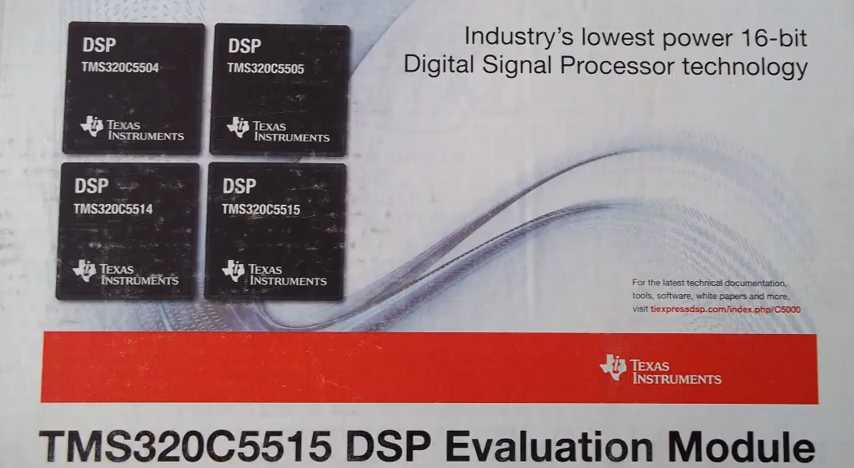 DSP
TMS320C5504
TEXAS
INSTRUMENTS
DSP
TMS320C5505
TEXAS
INSTRUMENTS
Industry's lowest power 16-bit
Digital Signal Processor technology
DSP
TMS320C5514
TEXAS
INSTRUMENTS
DSP
TMS320C5515
TEXAS
INSTRUMENTS
For the latest technical documentation,
tools, software, white papers and more,
visit tiexpressdsp.com/index.php/C5000
TEXAS
INSTRUMENTS
TMS320C5515 DSP Evaluation Module